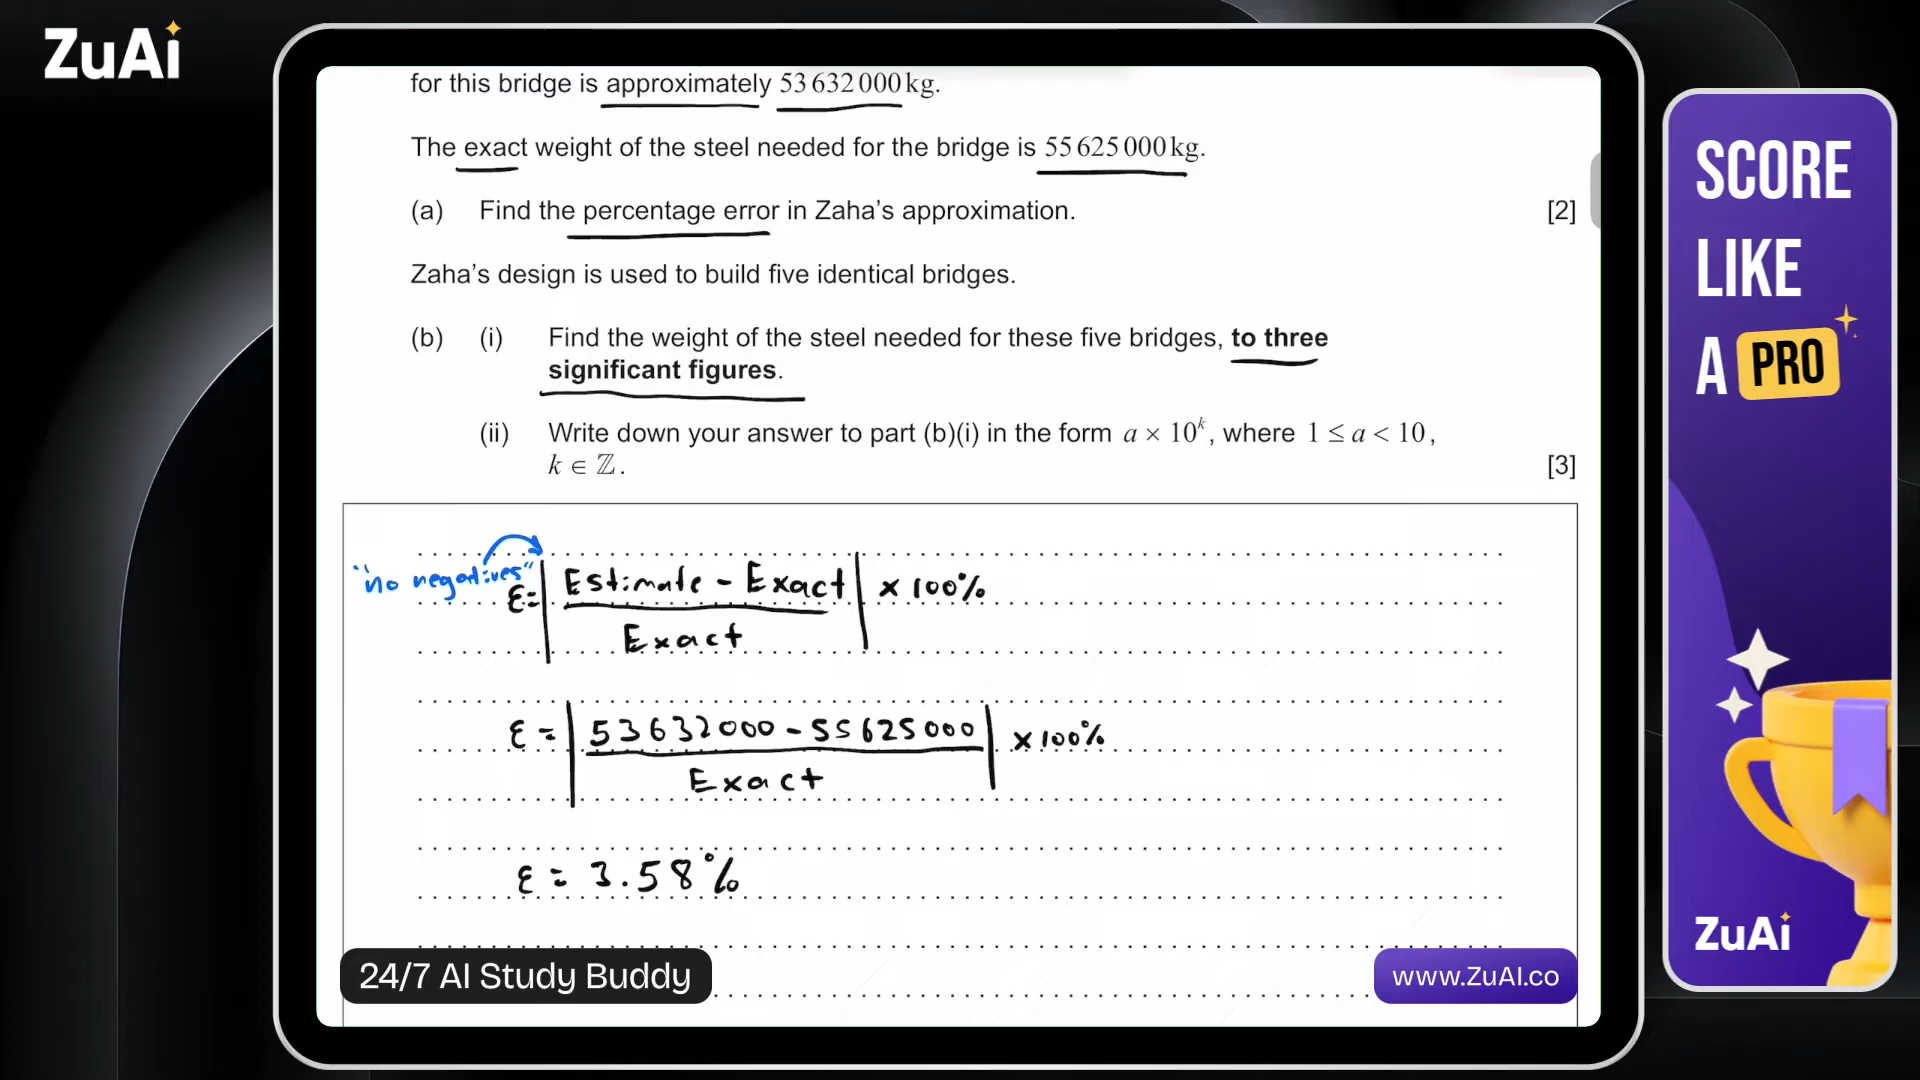 ZuAi
for this bridge is approximately 53 632 000 kg.
The exact weight of the steel needed for the bridge is 55 625 000 kg.
(a) Find the percentage error in Zaha’s approximation. [2]
Zaha’s design is used to build five identical bridges.
(b) (i) Find the weight of the steel needed for these five bridges, to three
significant figures.
(ii) Write down your answer to part (b)(i) in the form a × 10^k, where 1 ≤ a < 10,
k ∈ ℤ. [3]
"no negatives"
ε = | Estimate - Exact / Exact | × 100%
ε = | 53632000 - 55625000 / Exact | × 100%
ε = 3.58%
24/7 AI Study Buddy
www.ZuAI.co
SCORE
LIKE
A PRO
ZuAi